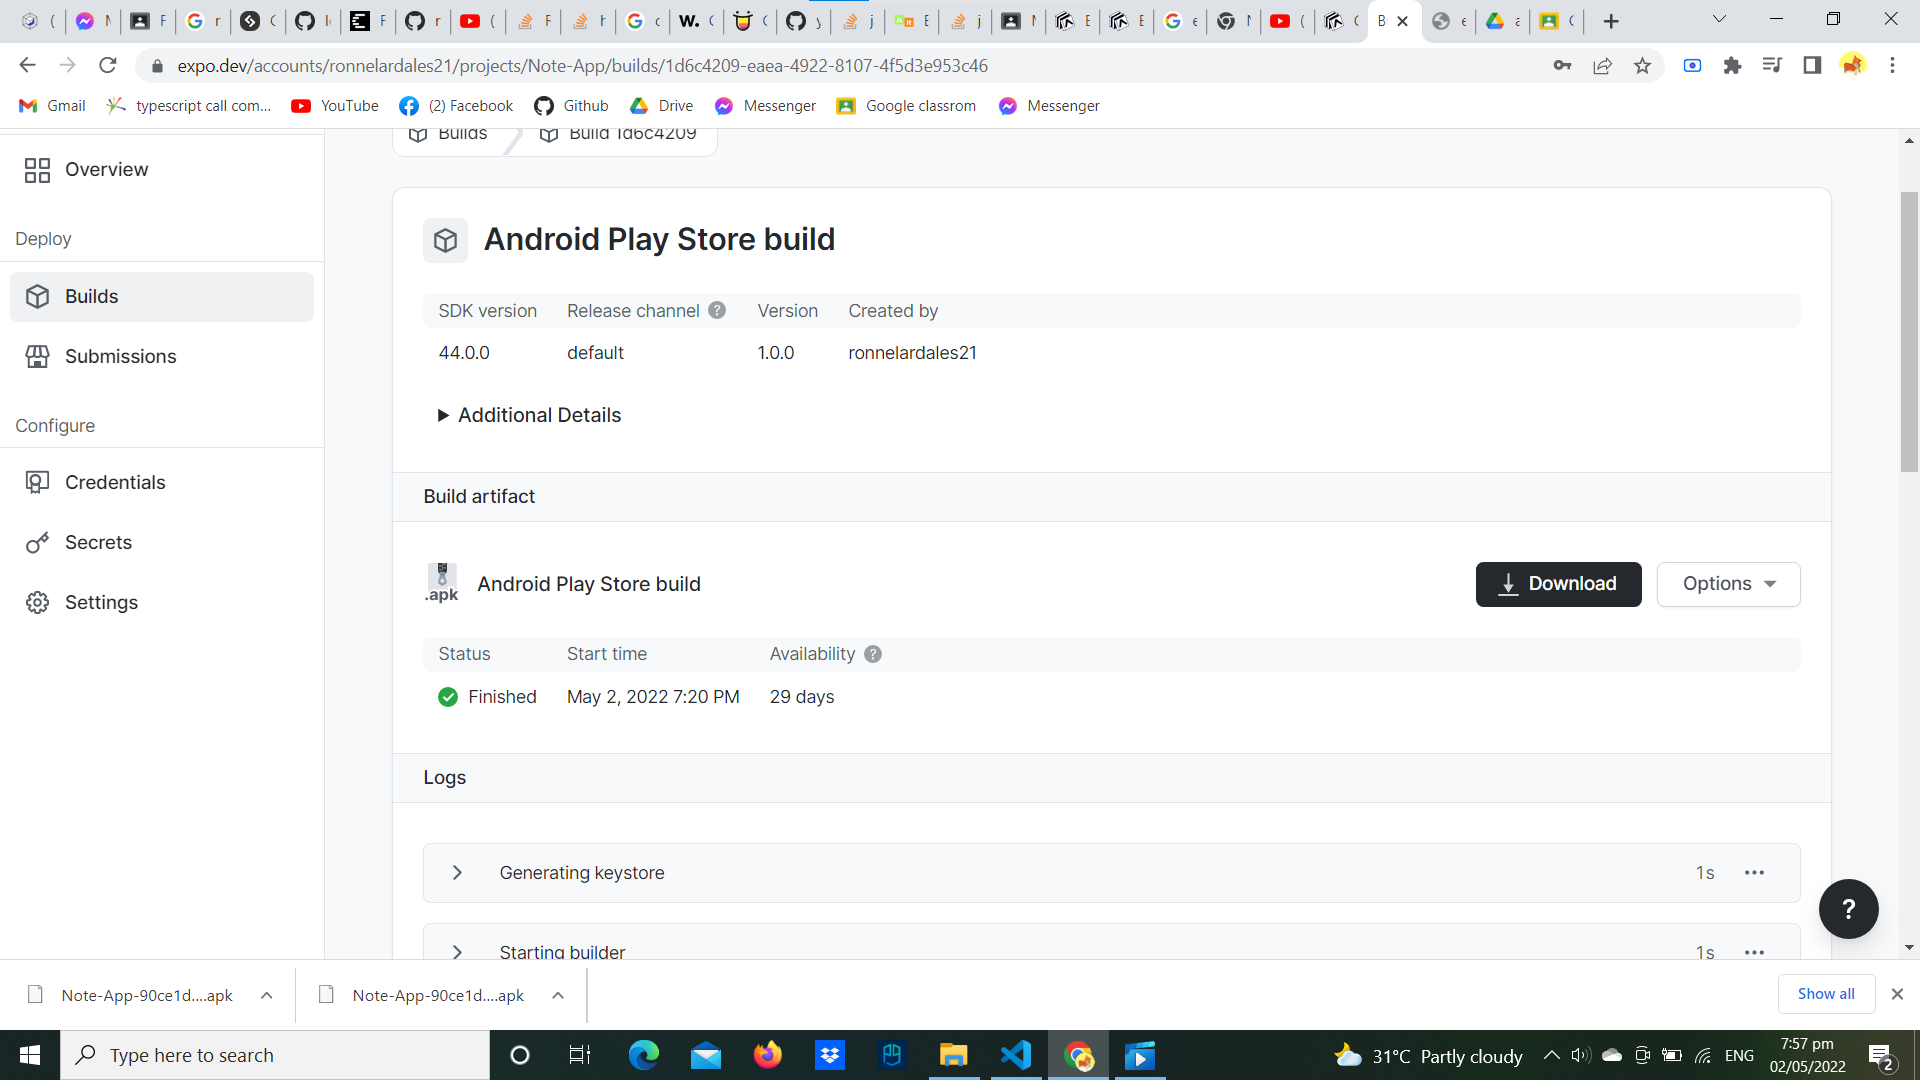 expo.dev/accounts/ronnelardales21/projects/Note-App/builds/1d6c4209-eaea-4922-8107-4f5d3e953c46
Gmail typescript call com... YouTube (2) Facebook Github Drive Messenger Google classrom Messenger
Builds Build 1d6c4209
Overview
Deploy
Builds
Submissions
Configure
Credentials
Secrets
Settings
Android Play Store build
SDK version Release channel ? Version Created by
44.0.0 default 1.0.0 ronnelardales21
Additional Details
Build artifact
.apk Android Play Store build Download Options
Status Start time Availability ?
Finished May 2, 2022 7:20 PM 29 days
Logs
Generating keystore 1s
Starting builder 1s
?
Note-App-90ce1d....apk Note-App-90ce1d....apk Show all
Type here to search 31°C Partly cloudy ENG 7:57 pm
02/05/2022 2